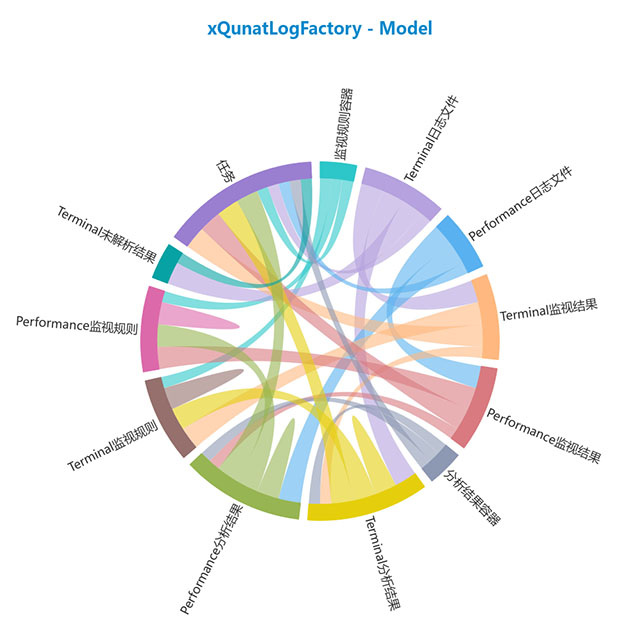 xQunatLogFactory - Model
监视规则容器
Terminal日志文件
Performance日志文件
Terminal监视结果
Performance监视结果
分析结果容器
Terminal分析结果
Performance分析结果
Terminal监视规则
Performance监视规则
Terminal未解析结果
任务